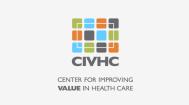 CIVHC
CENTER FOR IMPROVING
VALUE IN HEALTH CARE